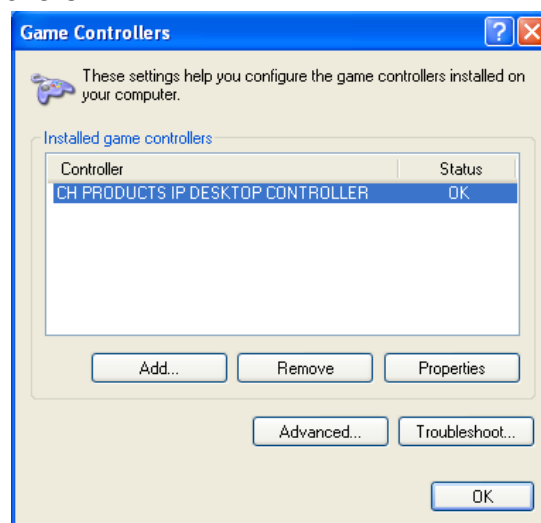 Game Controllers
These settings help you configure the game controllers installed on
your computer.
Installed game controllers
Controller Status
CH PRODUCTS IP DESKTOP CONTROLLER OK
Add... Remove Properties
Advanced... Troubleshoot...
OK